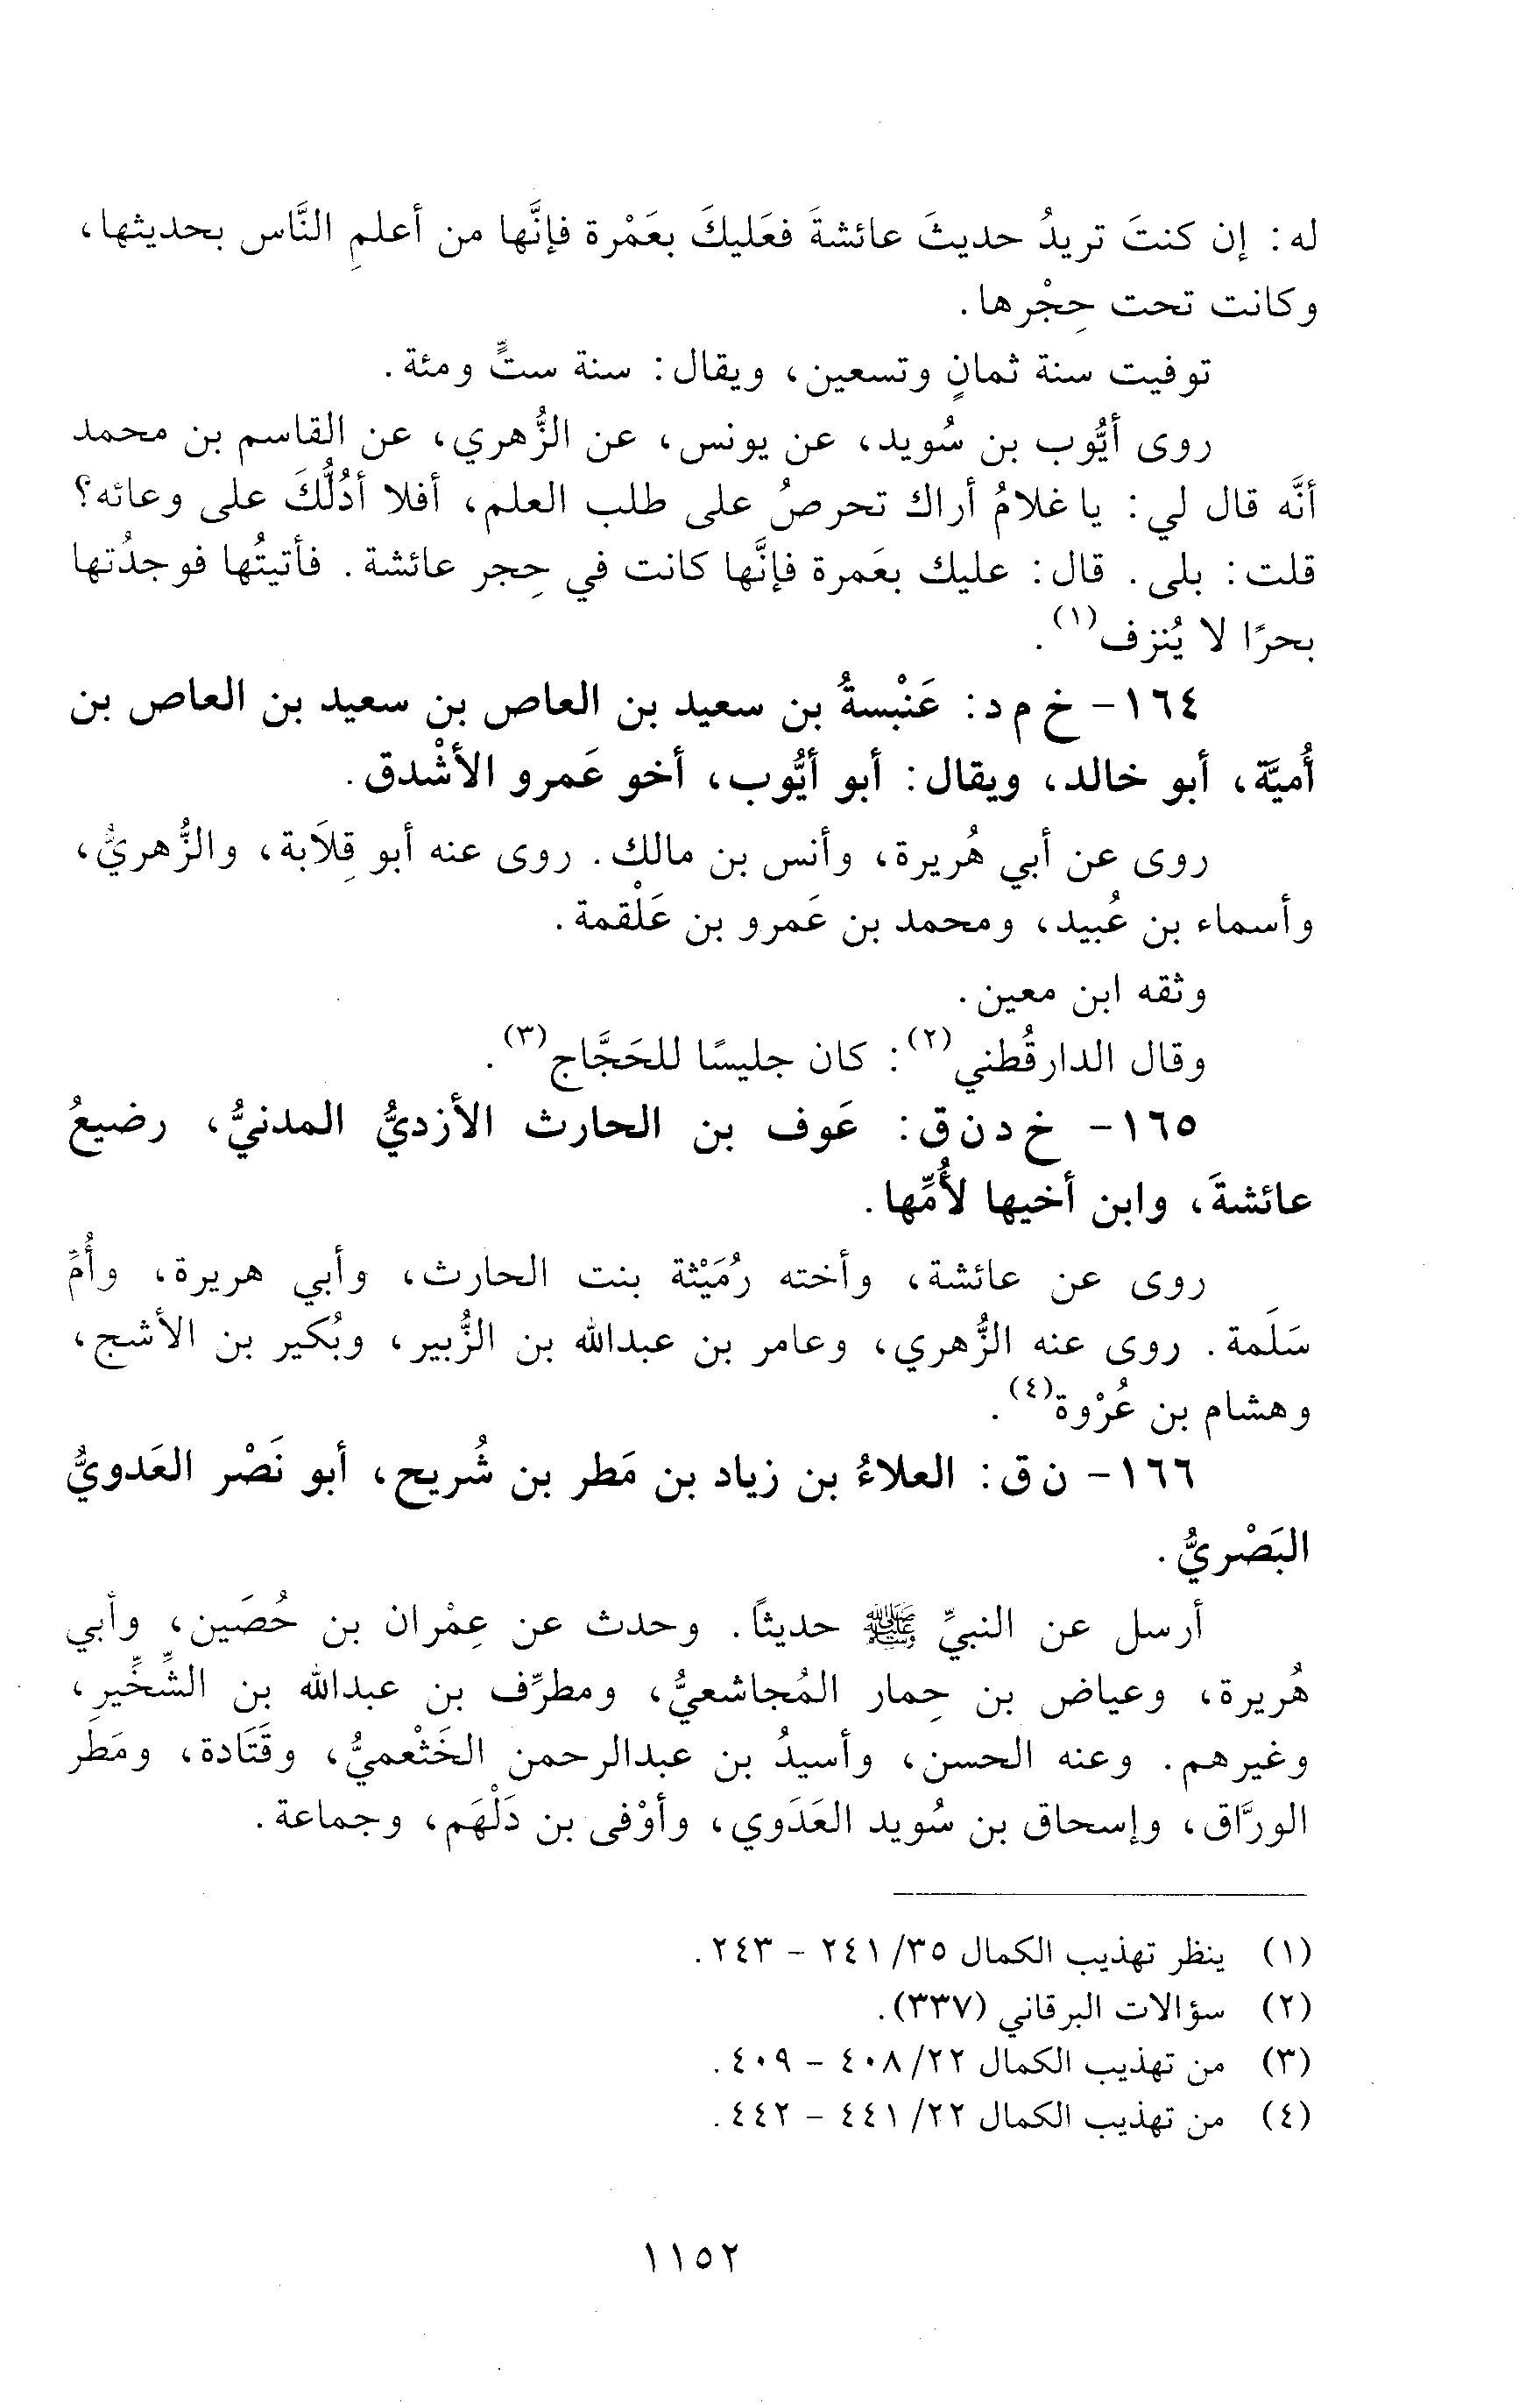 له: إن كنتَ تريدُ حديثَ عائشةَ فعَليكَ بعَمْرة فإنَّها من أعلمِ النَّاس بحديثها،
وكانت تحت حِجْرها.
توفيت سنة ثمانٍ وتسعين، ويقال: سنة ستٍّ ومئة.
روى أيُّوب بن سُويد، عن يونس، عن الزُّهري، عن القاسم بن محمد
أنَّه قال لي: يا غلامُ أراك تحرصُ على طلب العلم، أفلا أدُلُّكَ على وعائه؟
قلت: بلى. قال: عليك بعَمرة فإنَّها كانت في حِجر عائشة. فأتيتُها فوجدُتها
بحرًا لا يُنزف(١).
١٦٤- خ م د: عَنْبسةُ بن سعيد بن العاص بن سعيد بن العاص بن
أُميَّة، أبو خالد، ويقال: أبو أيُّوب، أخو عَمرو الأشْدق.
روى عن أبي هُريرة، وأنس بن مالك. روى عنه أبو قِلَابة، والزُّهريُّ،
وأسماء بن عُبيد، ومحمد بن عَمرو بن عَلْقمة.
وثقه ابن معين.
وقال الدارقُطني(٢): كان جليسًا للحَجَّاج(٣).
١٦٥- خ د ن ق: عَوف بن الحارث الأزديُّ المدنيُّ، رضيعُ
عائشةَ، وابن أخيها لأُمِّها.
روى عن عائشة، وأخته رُمَيْثة بنت الحارث، وأبي هريرة، وأُمِّ
سَلَمة. روى عنه الزُّهري، وعامر بن عبدالله بن الزُّبير، وبُكير بن الأشج،
وهشام بن عُرْوة(٤).
١٦٦- ن ق: العلاءُ بن زياد بن مَطر بن شُريح، أبو نَصْر العَدويُّ
البَصْريُّ.
أرسل عن النبيِّ ﷺ حديثاً. وحدث عن عِمْران بن حُصَين، وأبي
هُريرة، وعياض بن حِمار المُجاشعيُّ، ومطرِّف بن عبدالله بن الشِّخِّيرِ،
وغيرهم. وعنه الحسن، وأسيدُ بن عبدالرحمن الخَثْعميُّ، وقَتَادة، ومَطَر
الورَّاق، وإسحاق بن سُويد العَدَوي، وأوْفى بن دَلْهَم، وجماعة.
(١) ينظر تهذيب الكمال ٣٥/ ٢٤١ - ٢٤٣.
(٢) سؤالات البرقاني (٣٣٧).
(٣) من تهذيب الكمال ٢٢/ ٤٠٨ - ٤٠٩.
(٤) من تهذيب الكمال ٢٢/ ٤٤١ - ٤٤٢.
١١٥٢